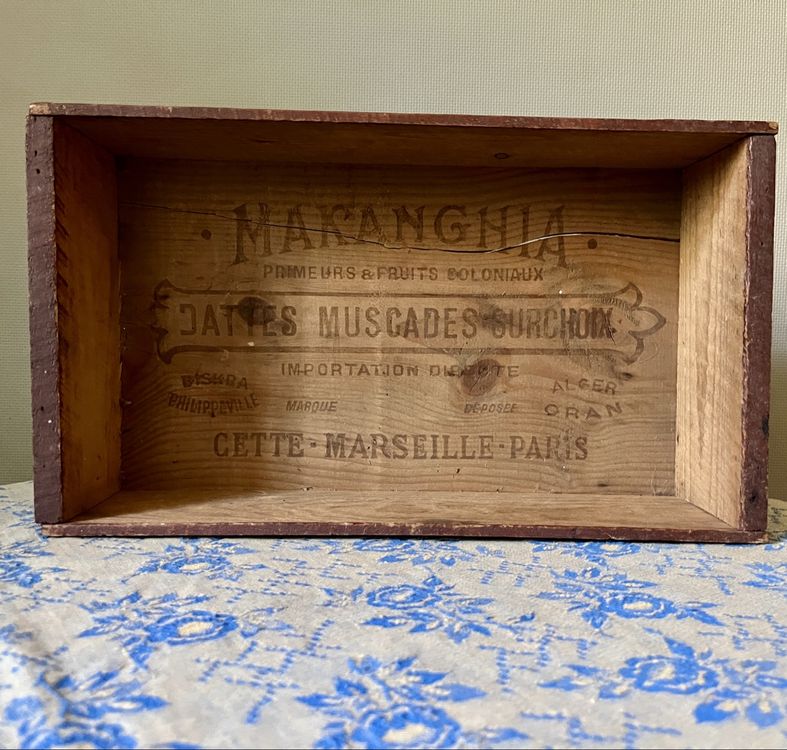 • MAKANGHIA •
PRIMEURS & FRUITS COLONIAUX
DATTES MUSCADES SURCHOIX
IMPORTATION DIRECTE
BISKRA
PHILIPPEVILLE
MARQUE DÉPOSÉE
ALGER
ORAN
CETTE-MARSEILLE-PARIS